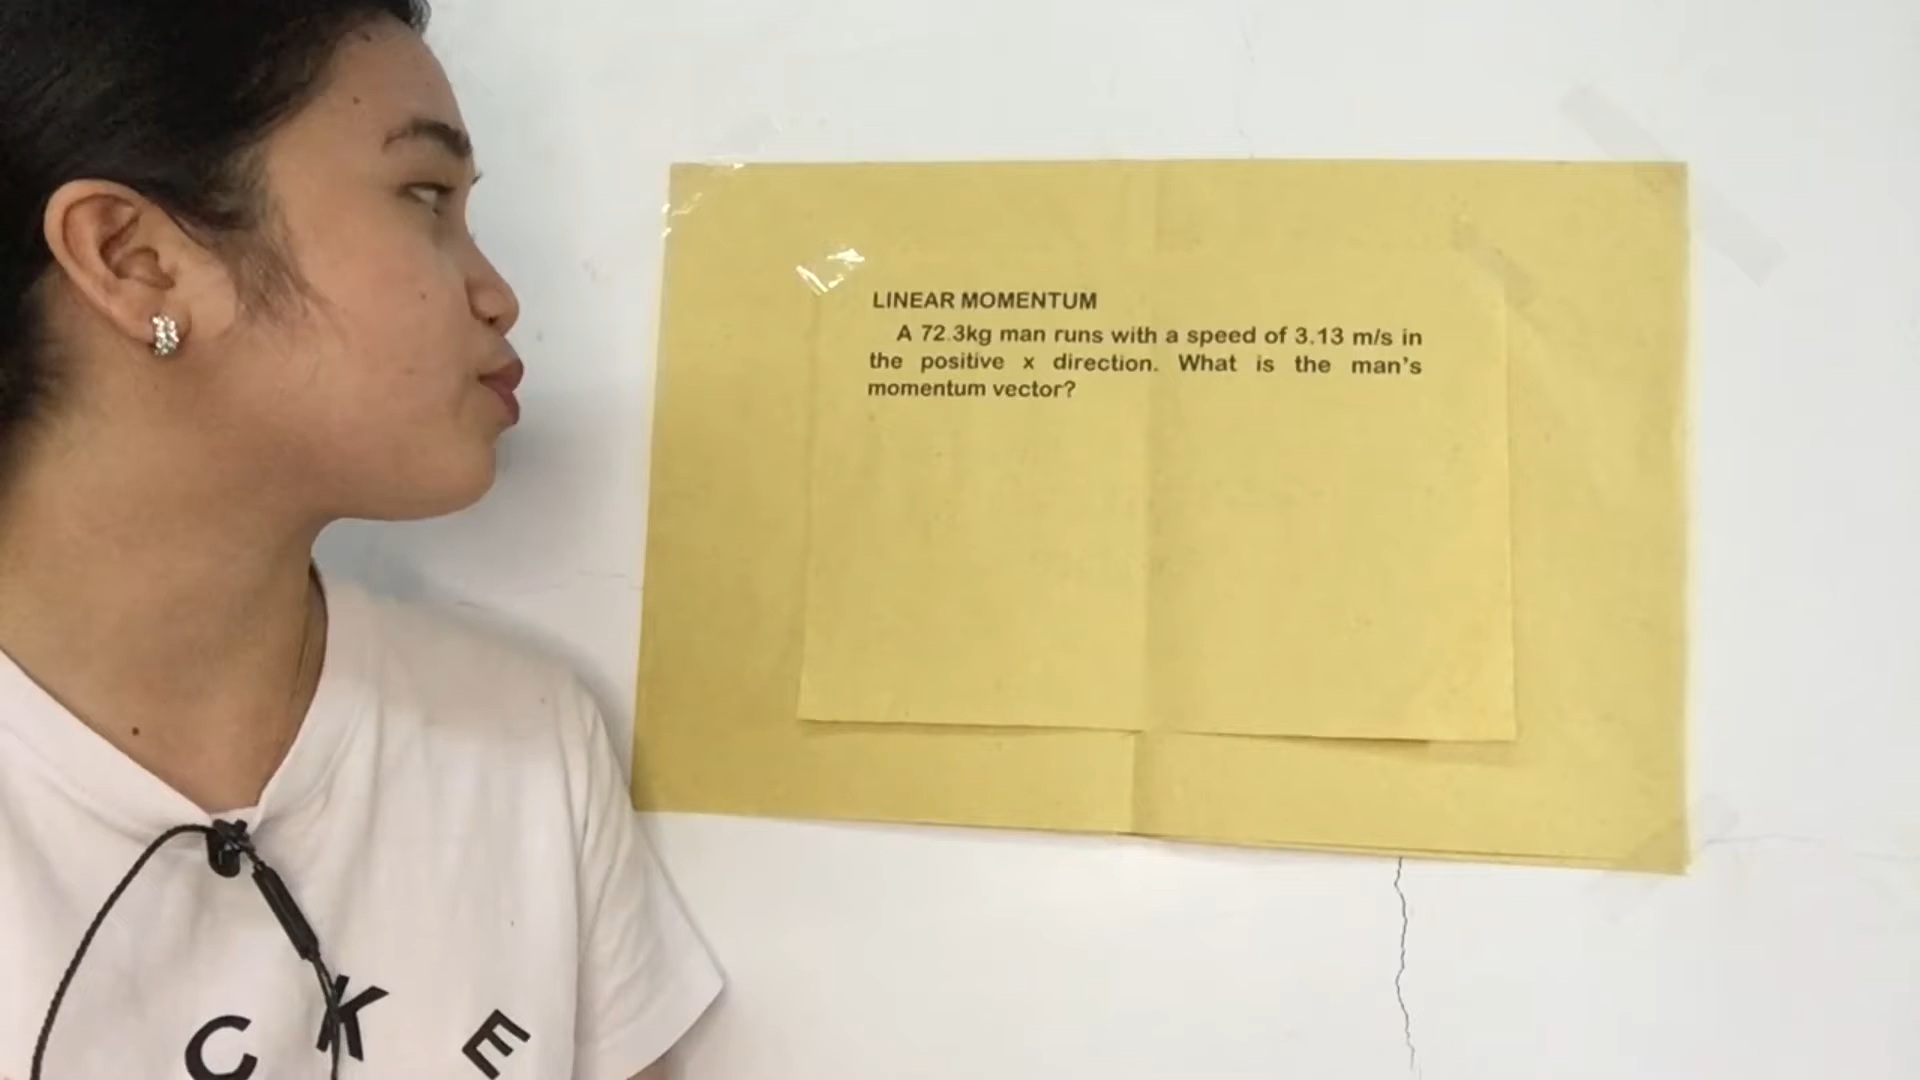 LINEAR MOMENTUM
A 72.3kg man runs with a speed of 3.13 m/s in
the positive x direction. What is the man's
momentum vector?
C K E